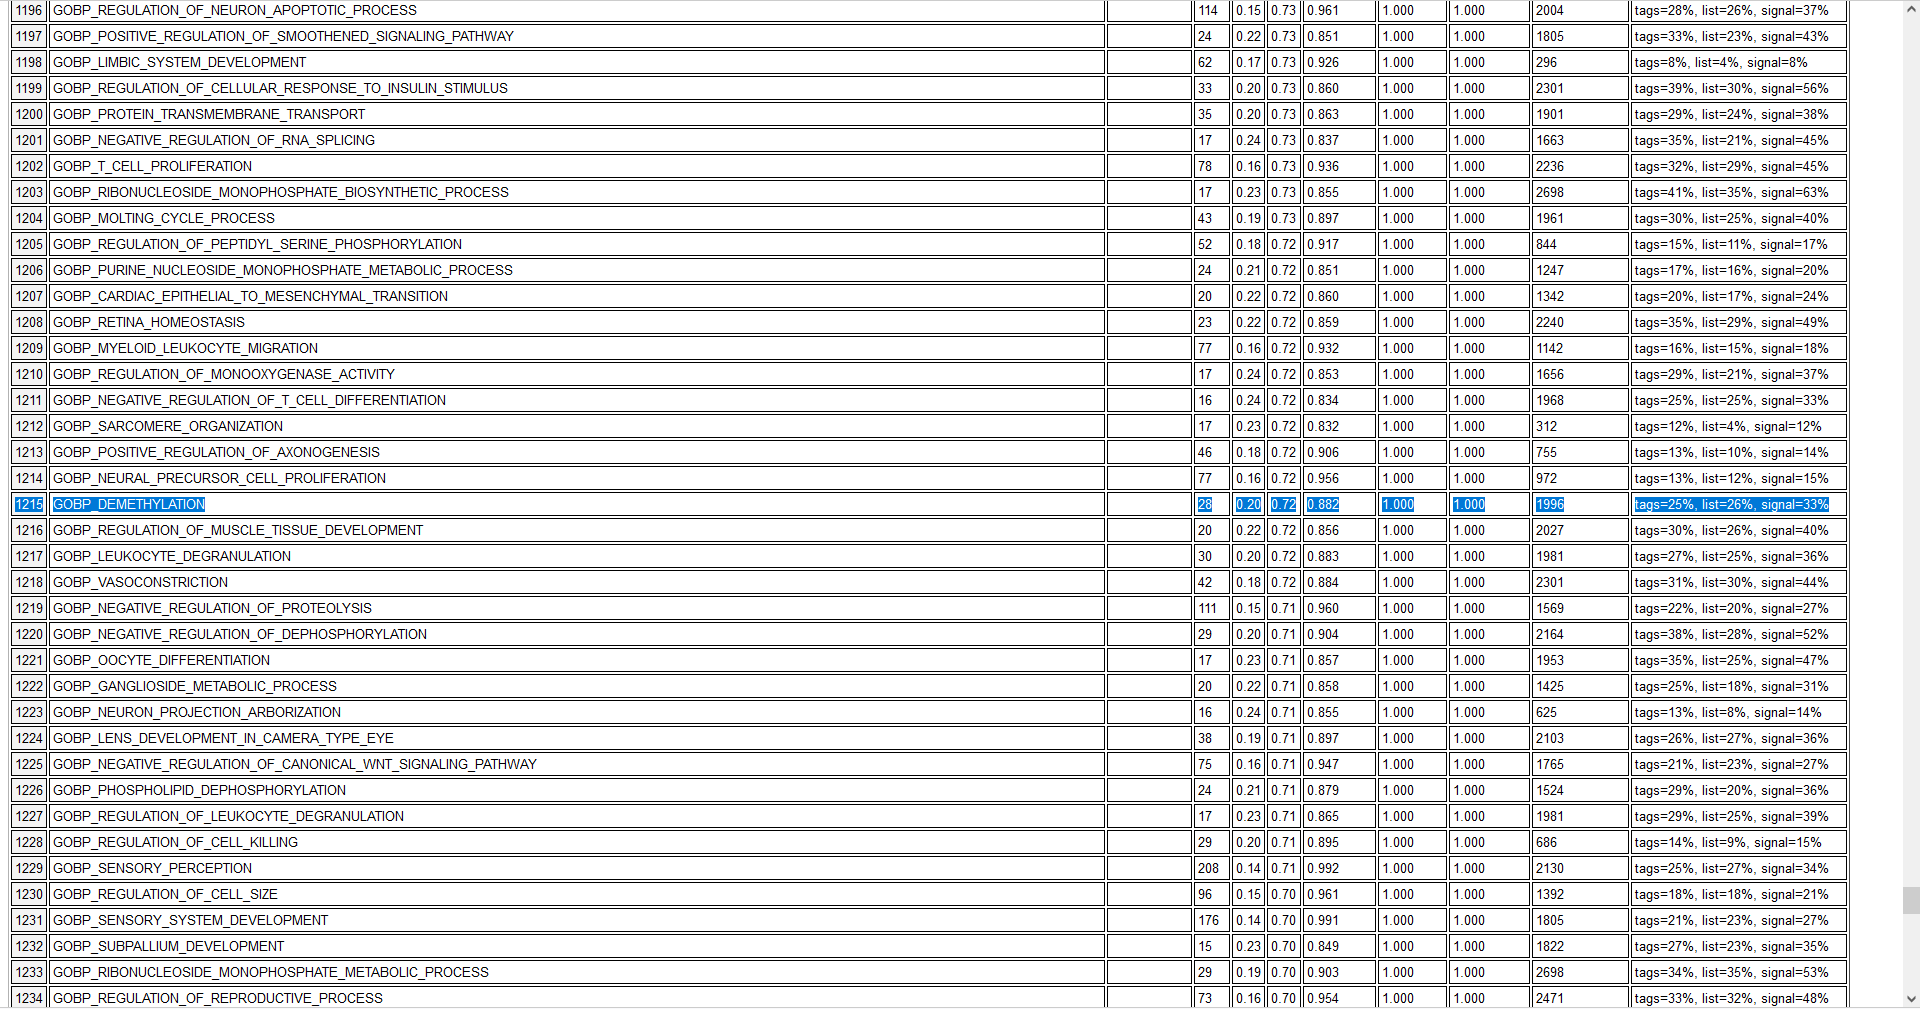 1196 GOBP_REGULATION_OF_NEURON_APOPTOTIC_PROCESS 114 0.15 0.73 0.961 1.000 1.000 2004 tags=28%, list=26%, signal=37%
1197 GOBP_POSITIVE_REGULATION_OF_SMOOTHENED_SIGNALING_PATHWAY 24 0.22 0.73 0.851 1.000 1.000 1805 tags=33%, list=23%, signal=43%
1198 GOBP_LIMBIC_SYSTEM_DEVELOPMENT 62 0.17 0.73 0.926 1.000 1.000 296 tags=8%, list=4%, signal=8%
1199 GOBP_REGULATION_OF_CELLULAR_RESPONSE_TO_INSULIN_STIMULUS 33 0.20 0.73 0.860 1.000 1.000 2301 tags=39%, list=30%, signal=56%
1200 GOBP_PROTEIN_TRANSMEMBRANE_TRANSPORT 35 0.20 0.73 0.863 1.000 1.000 1901 tags=29%, list=24%, signal=38%
1201 GOBP_NEGATIVE_REGULATION_OF_RNA_SPLICING 17 0.24 0.73 0.837 1.000 1.000 1663 tags=35%, list=21%, signal=45%
1202 GOBP_T_CELL_PROLIFERATION 78 0.16 0.73 0.936 1.000 1.000 2236 tags=32%, list=29%, signal=45%
1203 GOBP_RIBONUCLEOSIDE_MONOPHOSPHATE_BIOSYNTHETIC_PROCESS 17 0.23 0.73 0.855 1.000 1.000 2698 tags=41%, list=35%, signal=63%
1204 GOBP_MOLTING_CYCLE_PROCESS 43 0.19 0.73 0.897 1.000 1.000 1961 tags=30%, list=25%, signal=40%
1205 GOBP_REGULATION_OF_PEPTIDYL_SERINE_PHOSPHORYLATION 52 0.18 0.72 0.917 1.000 1.000 844 tags=15%, list=11%, signal=17%
1206 GOBP_PURINE_NUCLEOSIDE_MONOPHOSPHATE_METABOLIC_PROCESS 24 0.21 0.72 0.851 1.000 1.000 1247 tags=17%, list=16%, signal=20%
1207 GOBP_CARDIAC_EPITHELIAL_TO_MESENCHYMAL_TRANSITION 20 0.22 0.72 0.860 1.000 1.000 1342 tags=20%, list=17%, signal=24%
1208 GOBP_RETINA_HOMEOSTASIS 23 0.22 0.72 0.859 1.000 1.000 2240 tags=35%, list=29%, signal=49%
1209 GOBP_MYELOID_LEUKOCYTE_MIGRATION 77 0.16 0.72 0.932 1.000 1.000 1142 tags=16%, list=15%, signal=18%
1210 GOBP_REGULATION_OF_MONOOXYGENASE_ACTIVITY 17 0.24 0.72 0.853 1.000 1.000 1656 tags=29%, list=21%, signal=37%
1211 GOBP_NEGATIVE_REGULATION_OF_T_CELL_DIFFERENTIATION 16 0.24 0.72 0.834 1.000 1.000 1968 tags=25%, list=25%, signal=33%
1212 GOBP_SARCOMERE_ORGANIZATION 17 0.23 0.72 0.832 1.000 1.000 312 tags=12%, list=4%, signal=12%
1213 GOBP_POSITIVE_REGULATION_OF_AXONOGENESIS 46 0.18 0.72 0.906 1.000 1.000 755 tags=13%, list=10%, signal=14%
1214 GOBP_NEURAL_PRECURSOR_CELL_PROLIFERATION 77 0.16 0.72 0.956 1.000 1.000 972 tags=13%, list=12%, signal=15%
1215 GOBP_DEMETHYLATION 28 0.20 0.72 0.882 1.000 1.000 1996 tags=25%, list=26%, signal=33%
1216 GOBP_REGULATION_OF_MUSCLE_TISSUE_DEVELOPMENT 20 0.22 0.72 0.856 1.000 1.000 2027 tags=30%, list=26%, signal=40%
1217 GOBP_LEUKOCYTE_DEGRANULATION 30 0.20 0.72 0.883 1.000 1.000 1981 tags=27%, list=25%, signal=36%
1218 GOBP_VASOCONSTRICTION 42 0.18 0.72 0.884 1.000 1.000 2301 tags=31%, list=30%, signal=44%
1219 GOBP_NEGATIVE_REGULATION_OF_PROTEOLYSIS 111 0.15 0.71 0.960 1.000 1.000 1569 tags=22%, list=20%, signal=27%
1220 GOBP_NEGATIVE_REGULATION_OF_DEPHOSPHORYLATION 29 0.20 0.71 0.904 1.000 1.000 2164 tags=38%, list=28%, signal=52%
1221 GOBP_OOCYTE_DIFFERENTIATION 17 0.23 0.71 0.857 1.000 1.000 1953 tags=35%, list=25%, signal=47%
1222 GOBP_GANGLIOSIDE_METABOLIC_PROCESS 20 0.22 0.71 0.858 1.000 1.000 1425 tags=25%, list=18%, signal=31%
1223 GOBP_NEURON_PROJECTION_ARBORIZATION 16 0.24 0.71 0.855 1.000 1.000 625 tags=13%, list=8%, signal=14%
1224 GOBP_LENS_DEVELOPMENT_IN_CAMERA_TYPE_EYE 38 0.19 0.71 0.897 1.000 1.000 2103 tags=26%, list=27%, signal=36%
1225 GOBP_NEGATIVE_REGULATION_OF_CANONICAL_WNT_SIGNALING_PATHWAY 75 0.16 0.71 0.947 1.000 1.000 1765 tags=21%, list=23%, signal=27%
1226 GOBP_PHOSPHOLIPID_DEPHOSPHORYLATION 24 0.21 0.71 0.879 1.000 1.000 1524 tags=29%, list=20%, signal=36%
1227 GOBP_REGULATION_OF_LEUKOCYTE_DEGRANULATION 17 0.23 0.71 0.865 1.000 1.000 1981 tags=29%, list=25%, signal=39%
1228 GOBP_REGULATION_OF_CELL_KILLING 29 0.20 0.71 0.895 1.000 1.000 686 tags=14%, list=9%, signal=15%
1229 GOBP_SENSORY_PERCEPTION 208 0.14 0.71 0.992 1.000 1.000 2130 tags=25%, list=27%, signal=34%
1230 GOBP_REGULATION_OF_CELL_SIZE 96 0.15 0.70 0.961 1.000 1.000 1392 tags=18%, list=18%, signal=21%
1231 GOBP_SENSORY_SYSTEM_DEVELOPMENT 176 0.14 0.70 0.991 1.000 1.000 1805 tags=21%, list=23%, signal=27%
1232 GOBP_SUBPALLIUM_DEVELOPMENT 15 0.23 0.70 0.849 1.000 1.000 1822 tags=27%, list=23%, signal=35%
1233 GOBP_RIBONUCLEOSIDE_MONOPHOSPHATE_METABOLIC_PROCESS 29 0.19 0.70 0.903 1.000 1.000 2698 tags=34%, list=35%, signal=53%
1234 GOBP_REGULATION_OF_REPRODUCTIVE_PROCESS 73 0.16 0.70 0.954 1.000 1.000 2471 tags=33%, list=32%, signal=48%